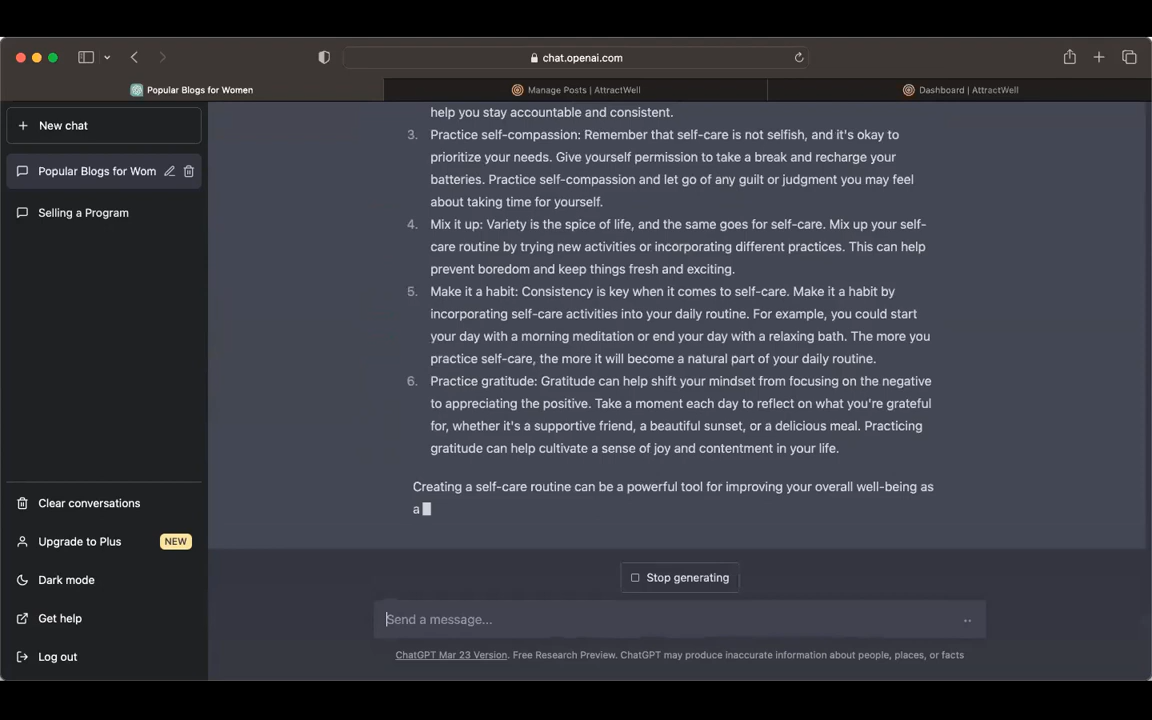 chat.openai.com
Popular Blogs for Women
Manage Posts | AttractWell
Dashboard | AttractWell
New chat
Popular Blogs for Wom
Selling a Program
help you stay accountable and consistent.
3. Practice self-compassion: Remember that self-care is not selfish, and it's okay to
prioritize your needs. Give yourself permission to take a break and recharge your
batteries. Practice self-compassion and let go of any guilt or judgment you may feel
about taking time for yourself.
4. Mix it up: Variety is the spice of life, and the same goes for self-care. Mix up your self-
care routine by trying new activities or incorporating different practices. This can help
prevent boredom and keep things fresh and exciting.
5. Make it a habit: Consistency is key when it comes to self-care. Make it a habit by
incorporating self-care activities into your daily routine. For example, you could start
your day with a morning meditation or end your day with a relaxing bath. The more you
practice self-care, the more it will become a natural part of your daily routine.
6. Practice gratitude: Gratitude can help shift your mindset from focusing on the negative
to appreciating the positive. Take a moment each day to reflect on what you're grateful
for, whether it's a supportive friend, a beautiful sunset, or a delicious meal. Practicing
gratitude can help cultivate a sense of joy and contentment in your life.
Creating a self-care routine can be a powerful tool for improving your overall well-being as
a
Clear conversations
Upgrade to Plus NEW
Dark mode
Get help
Log out
Stop generating
Send a message...
ChatGPT Mar 23 Version. Free Research Preview. ChatGPT may produce inaccurate information about people, places, or facts